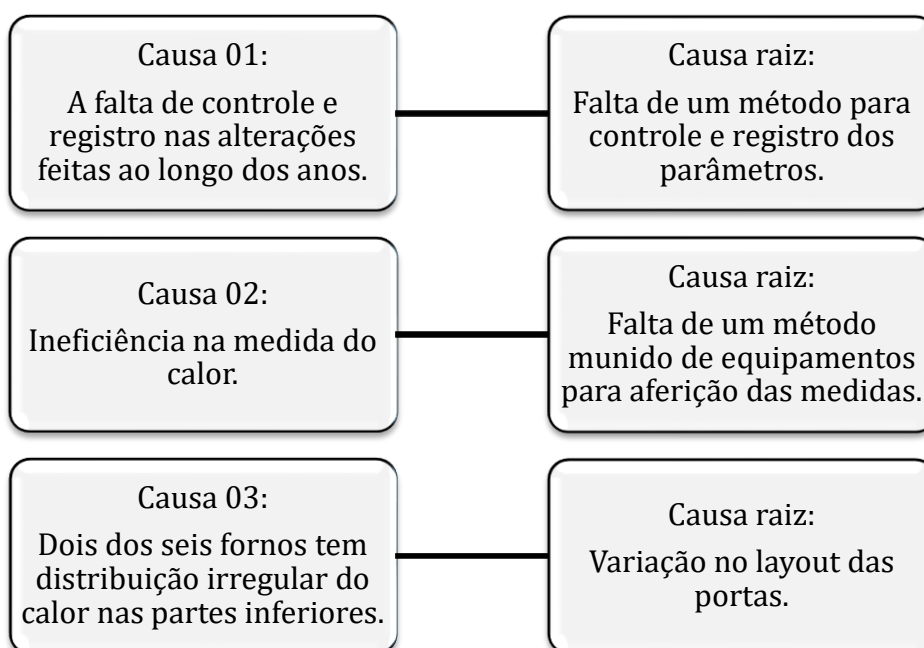 Causa 01:
A falta de controle e
registro nas alterações
feitas ao longo dos anos.
Causa raiz:
Falta de um método para
controle e registro dos
parâmetros.
Causa 02:
Ineficiência na medida do
calor.
Causa raiz:
Falta de um método
munido de equipamentos
para aferição das medidas.
Causa 03:
Dois dos seis fornos tem
distribuição irregular do
calor nas partes inferiores.
Causa raiz:
Variação no layout das
portas.